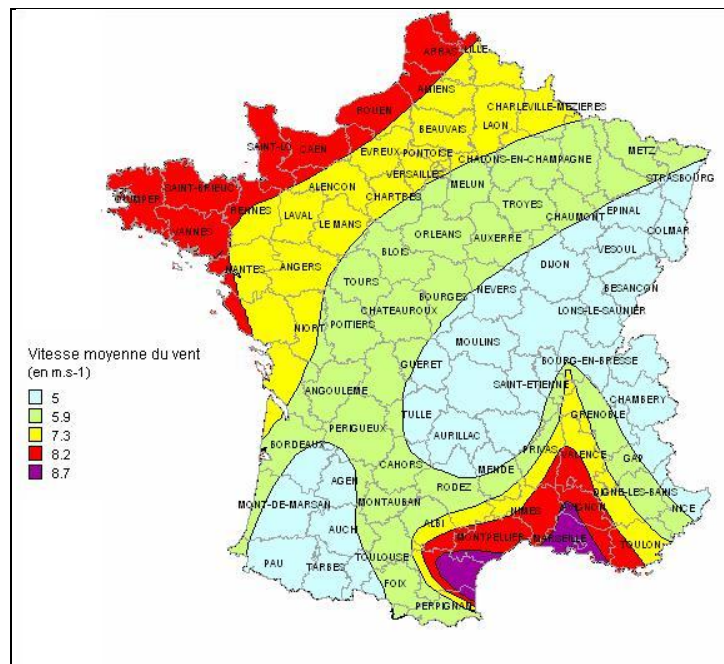 ARRAS LILLE
AMIENS
ROUEN
CHARLEVILLE-MEZIERES
BEAUVAIS
LAON
SAINT-LO
CAEN
EVREUX
PONTOISE
CHALONS-EN-CHAMPAGNE
METZ
VERSAILLES
STRASBOURG
QUIMPER
SAINT-BRIEUC
ALENCON
CHARTRES
MELUN
RENNES
LAVAL
LE MANS
TROYES
CHAUMONT
EPINAL
COLMAR
VANNES
ORLEANS
AUXERRE
BLOIS
VESOUL
NANTES
ANGERS
DIJON
TOURS
BOURGES
NEVERS
BESANCON
CHATEAUROUX
LONS-LE-SAUNIER
NIORT
POITIERS
MOULINS
Vitesse moyenne du vent
(en m.s-1)
5
5.9
7.3
8.2
8.7
GUERET
BOURG-EN-BRESSE
SAINT-ETIENNE
ANGOULEME
CHAMBERY
TULLE
GRENOBLE
PERIGUEUX
AURILLAC
BORDEAUX
PRIVAS
VALENCE
CAHORS
MENDE
GAP
AGEN
RODEZ
MONT-DE-MARSAN
MONTAUBAN
DIGNE-LES-BAINS
AVIGNON
NICE
AUCH
ALBI
NIMES
MONTPELLIER
MARSEILLE
TOULON
TOULOUSE
PAU
TARBES
FOIX
PERPIGNAN